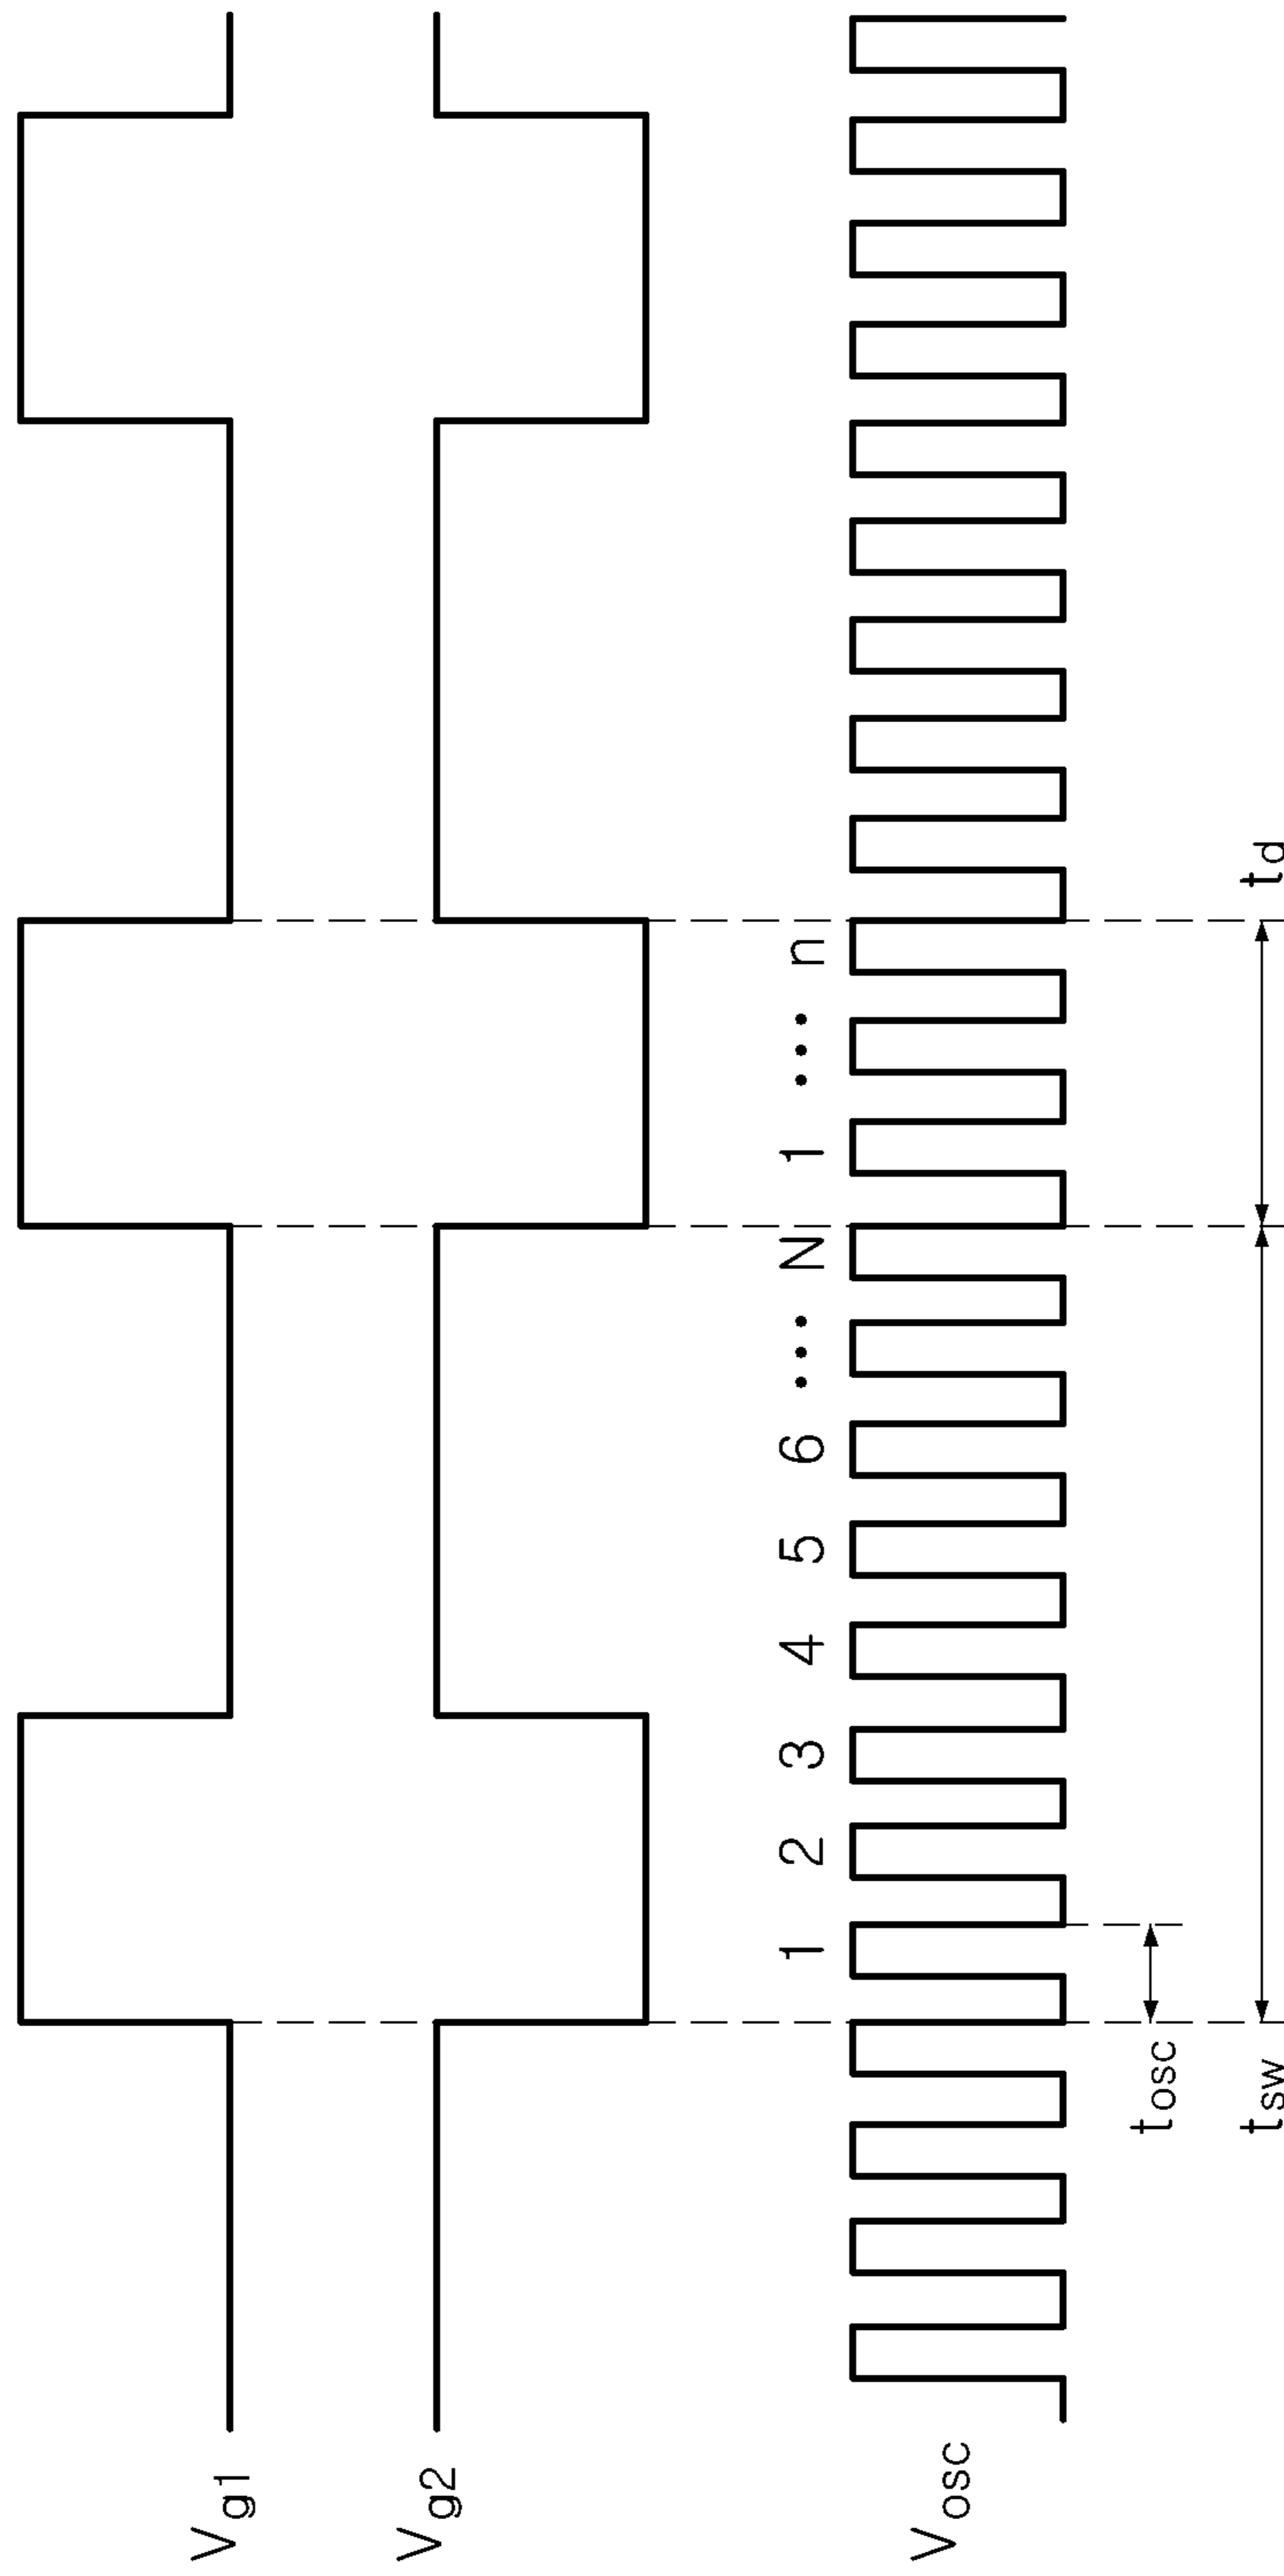 Vg1
Vg2
1 2 3 4 5 6 ••• N 1 ••• n
Vosc
tosc
tsw td